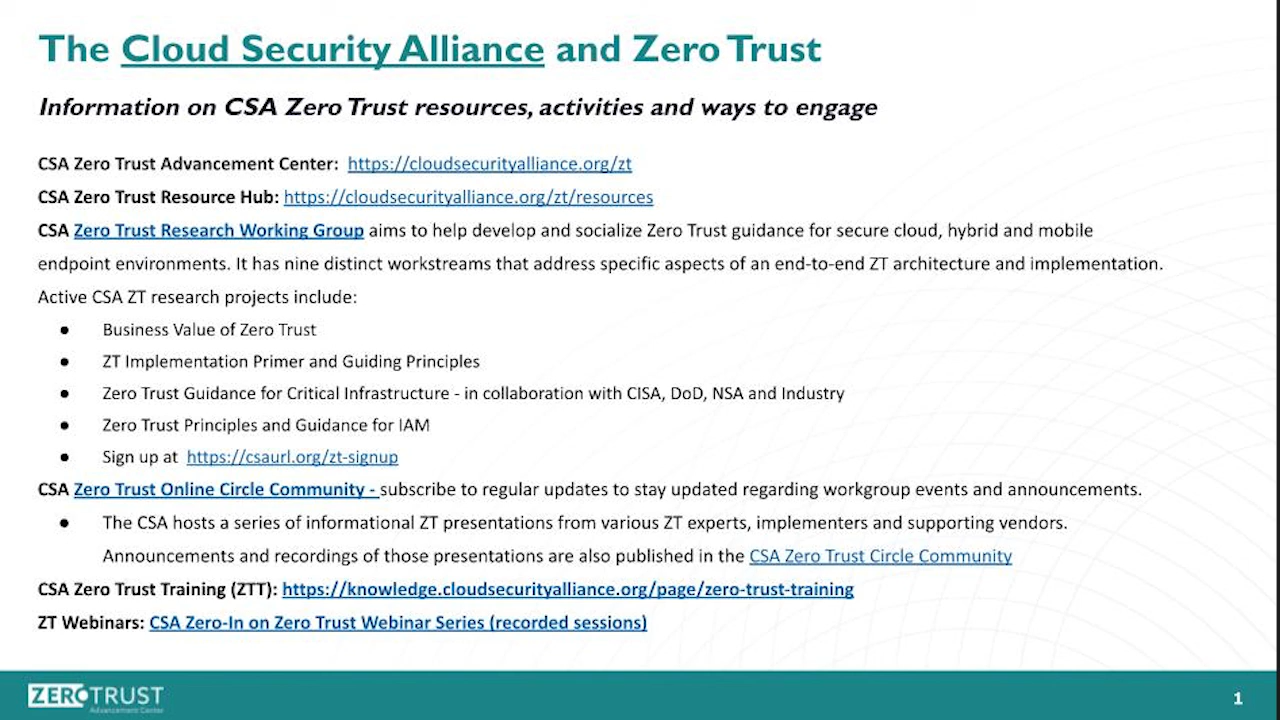 The Cloud Security Alliance and Zero Trust
Information on CSA Zero Trust resources, activities and ways to engage
CSA Zero Trust Advancement Center: https://cloudsecurityalliance.org/zt
CSA Zero Trust Resource Hub: https://cloudsecurityalliance.org/zt/resources
CSA Zero Trust Research Working Group aims to help develop and socialize Zero Trust guidance for secure cloud, hybrid and mobile
endpoint environments. It has nine distinct workstreams that address specific aspects of an end-to-end ZT architecture and implementation.
Active CSA ZT research projects include:
● Business Value of Zero Trust
● ZT Implementation Primer and Guiding Principles
● Zero Trust Guidance for Critical Infrastructure - in collaboration with CISA, DoD, NSA and Industry
● Zero Trust Principles and Guidance for IAM
● Sign up at https://csaurl.org/zt-signup
CSA Zero Trust Online Circle Community - subscribe to regular updates to stay updated regarding workgroup events and announcements.
● The CSA hosts a series of informational ZT presentations from various ZT experts, implementers and supporting vendors.
Announcements and recordings of those presentations are also published in the CSA Zero Trust Circle Community
CSA Zero Trust Training (ZTT): https://knowledge.cloudsecurityalliance.org/page/zero-trust-training
ZT Webinars: CSA Zero-In on Zero Trust Webinar Series (recorded sessions)
ZEROTRUST
Advancement Center
1